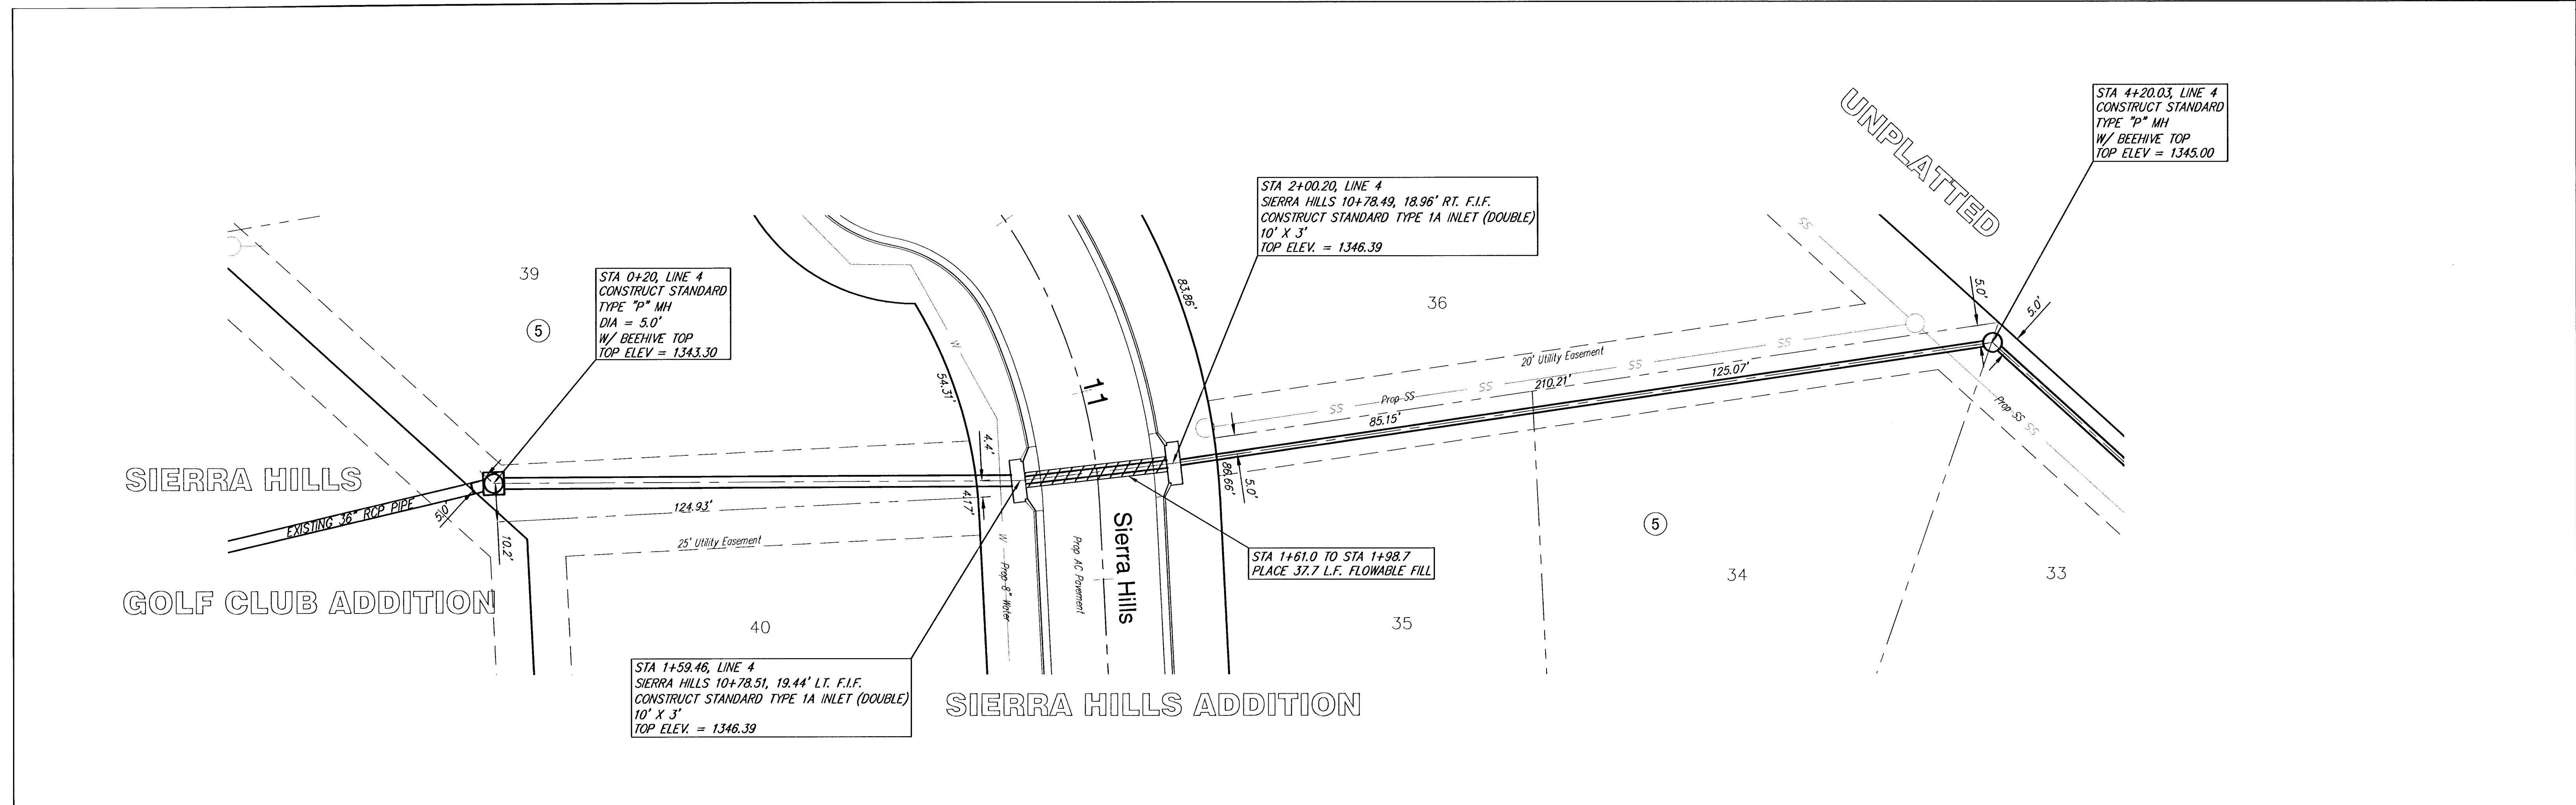 UNPLATTED
STA 4+20.03, LINE 4
CONSTRUCT STANDARD
TYPE "P" MH
W/ BEEHIVE TOP
TOP ELEV = 1345.00
STA 2+00.20, LINE 4
SIERRA HILLS 10+78.49, 18.96' RT. F.I.F.
CONSTRUCT STANDARD TYPE 1A INLET (DOUBLE)
10' X 3'
TOP ELEV. = 1346.39
39
STA 0+20, LINE 4
CONSTRUCT STANDARD
TYPE "P" MH
DIA = 5.0'
W/ BEEHIVE TOP
TOP ELEV = 1343.30
5
36
83.86'
SS
5.0'
5.0'
W
54.31'
11
20' Utility Easement
SS
SS
SS
SS
Prop SS
210.21'
125.07'
85.15'
Prop SS
SS
4.4'
SIERRA HILLS
EXISTING 36" RCP PIPE
5.0'
10.2'
124.93'
4.17'
86.66'
5.0'
25' Utility Easement
W
Prop 8" Water
Prop AC Pavement
Sierra Hills
5
STA 1+61.0 TO STA 1+98.7
PLACE 37.7 L.F. FLOWABLE FILL
34
33
GOLF CLUB ADDITION
40
35
STA 1+59.46, LINE 4
SIERRA HILLS 10+78.51, 19.44' LT. F.I.F.
CONSTRUCT STANDARD TYPE 1A INLET (DOUBLE)
10' X 3'
TOP ELEV. = 1346.39
SIERRA HILLS ADDITION